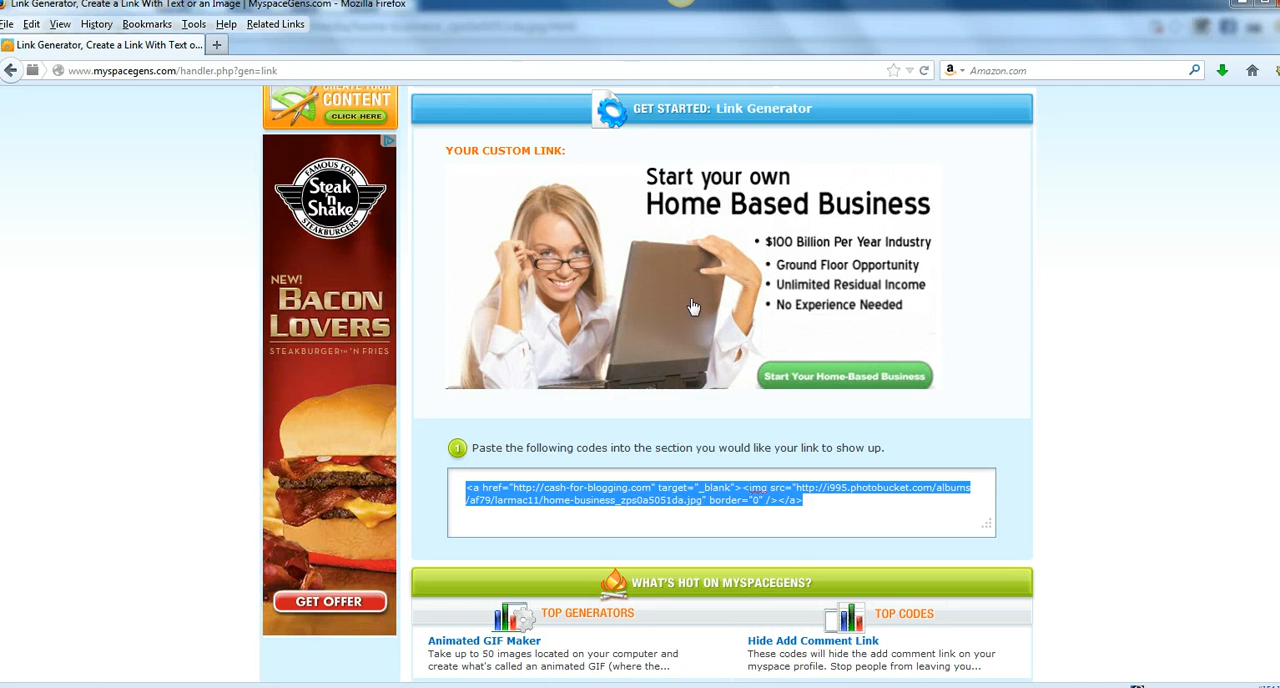 Link Generator, Create a Link With Text or an Image | MyspaceGens.com - Mozilla Firefox
File Edit View History Bookmarks Tools Help Related Links
Link Generator, Create a Link With Text o... +
www.myspacegens.com/handler.php?gen=link
a Amazon.com
CREATE YOUR
CONTENT
CLICK HERE
GET STARTED: Link Generator
YOUR CUSTOM LINK:
Start your own
Home Based Business
• $100 Billion Per Year Industry
• Ground Floor Opportunity
• Unlimited Residual Income
• No Experience Needed
Start Your Home-Based Business
FAMOUS FOR
Steak
'n
Shake
STEAKBURGERS
NEW!
BACON
LOVERS
STEAKBURGER™ 'N FRIES
GET OFFER
1 Paste the following codes into the section you would like your link to show up.
<a href="http://cash-for-blogging.com" target="_blank"><img src="http://i995.photobucket.com/albums
/af79/larmac11/home-business_zps0a5051da.jpg" border="0" /></a>
WHAT'S HOT ON MYSPACEGENS?
TOP GENERATORS
TOP CODES
Animated GIF Maker
Take up to 50 images located on your computer and
create what's called an animated GIF (where the...
Hide Add Comment Link
These codes will hide the add comment link on your
myspace profile. Stop people from leaving you...